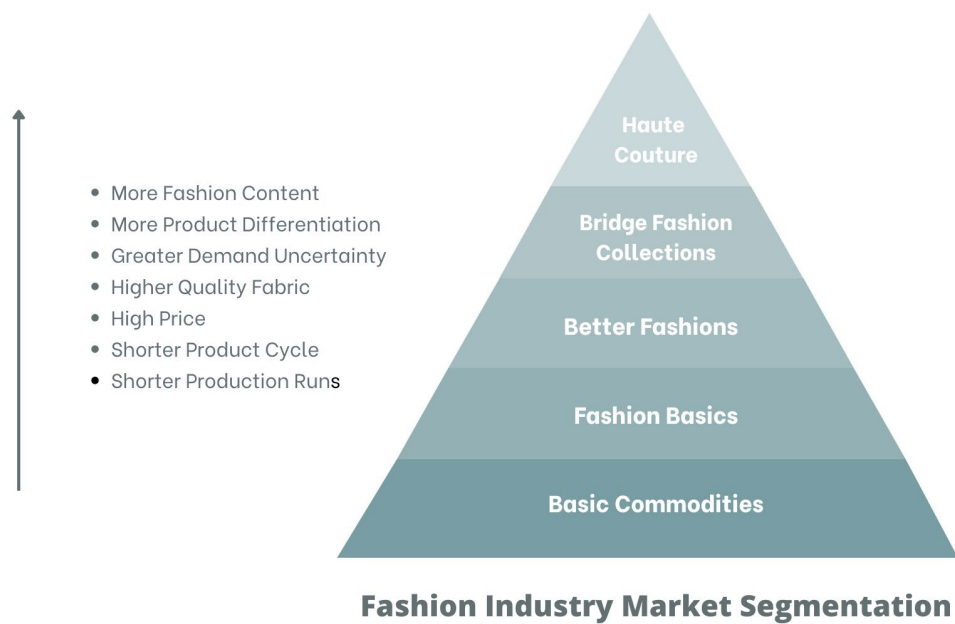 More Fashion Content
More Product Differentiation
Greater Demand Uncertainty
Higher Quality Fabric
High Price
Shorter Product Cycle
Shorter Production Runs
Haute
Couture
Bridge Fashion
Collections
Better Fashions
Fashion Basics
Basic Commodities
Fashion Industry Market Segmentation